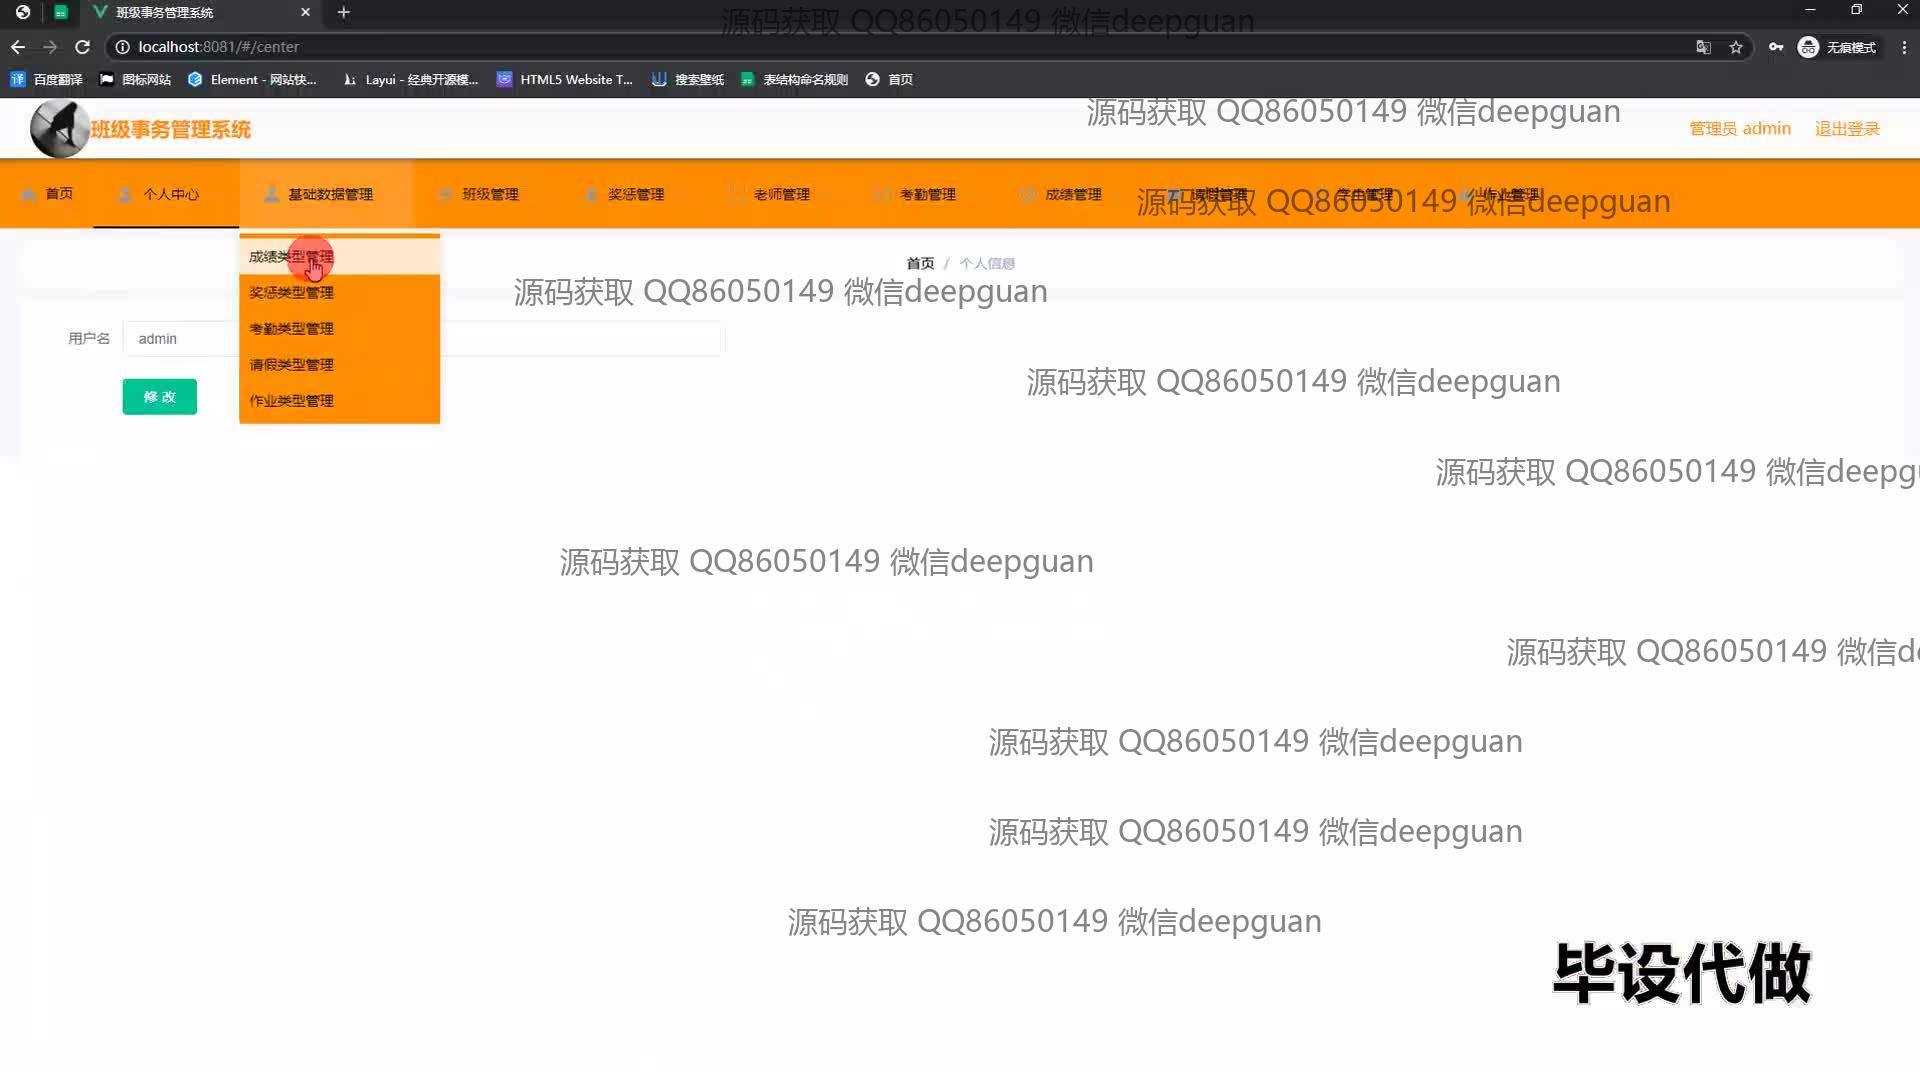 班级事务管理系统
源码获取 QQ86050149 微信deepguan
localhost:8081/#/center
无痕模式
百度翻译
图标网站
Element - 网站快...
Layui - 经典开源模...
HTML5 Website T...
搜索壁纸
表结构命名规则
首页
源码获取 QQ86050149 微信deepguan
班级事务管理系统
管理员 admin
退出登录
首页
个人中心
基础数据管理
班级管理
奖惩管理
老师管理
考勤管理
成绩管理
请假管理
学生管理
作业管理
源码获取 QQ86050149 微信deepguan
成绩类型管理
首页 / 个人信息
奖惩类型管理
源码获取 QQ86050149 微信deepguan
考勤类型管理
用户名
admin
请假类型管理
源码获取 QQ86050149 微信deepguan
修 改
作业类型管理
源码获取 QQ86050149 微信deepg
源码获取 QQ86050149 微信deepguan
源码获取 QQ86050149 微信d
源码获取 QQ86050149 微信deepguan
源码获取 QQ86050149 微信deepguan
源码获取 QQ86050149 微信deepguan
毕设代做